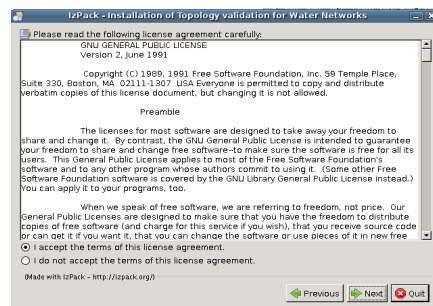 IzPack - Installation of Topology validation for Water Networks
Please read the following license agreement carefully:
GNU GENERAL PUBLIC LICENSE
Version 2, June 1991
Copyright (C) 1989, 1991 Free Software Foundation, Inc. 59 Temple Place,
Suite 330, Boston, MA  02111-1307  USA Everyone is permitted to copy and distribute
verbatim copies of this license document, but changing it is not allowed.
Preamble
The licenses for most software are designed to take away your freedom to
share and change it. By contrast, the GNU General Public License is intended to guarantee
your freedom to share and change free software--to make sure the software is free for all its
users.  This General Public License applies to most of the Free Software Foundation's
software and to any other program whose authors commit to using it.  (Some other Free
Software Foundation software is covered by the GNU Library General Public License instead.)
You can apply it to your programs, too.
When we speak of free software, we are referring to freedom, not price.  Our
General Public Licenses are designed to make sure that you have the freedom to distribute
copies of free software (and charge for this service if you wish), that you receive source code
or can get it if you want it, that you can change the software or use pieces of it in new free
I accept the terms of this license agreement.
I do not accept the terms of this license agreement.
(Made with IzPack - http://izpack.org/)
Previous Next Quit